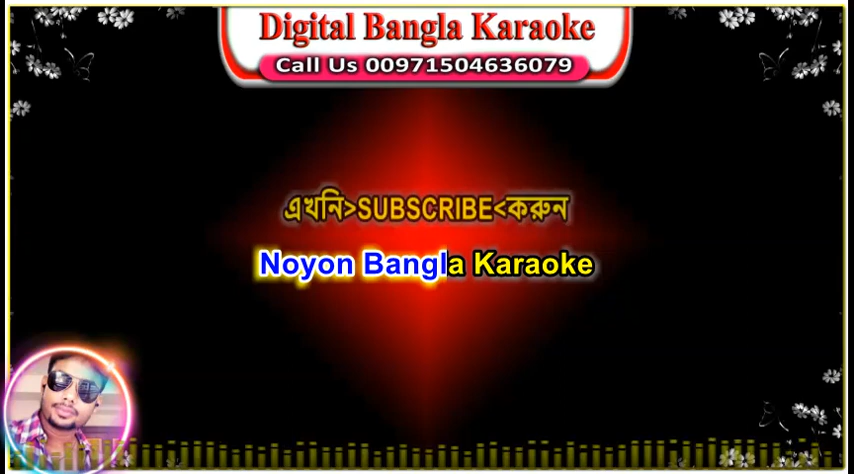 Digital Bangla Karaoke
Call Us 00971504636079
এখনি>SUBSCRIBE<করুন
Noyon Bangla Karaoke